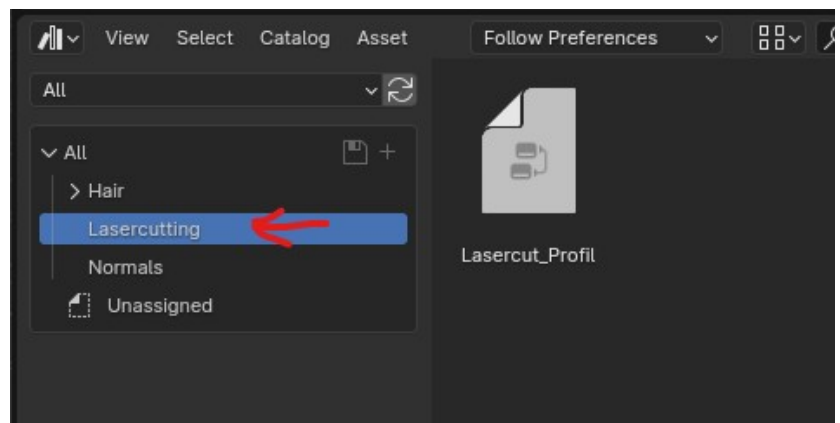 View Select Catalog Asset Follow Preferences
All
All
Hair
Lasercutting
Normals
Unassigned
Lasercut_Profil